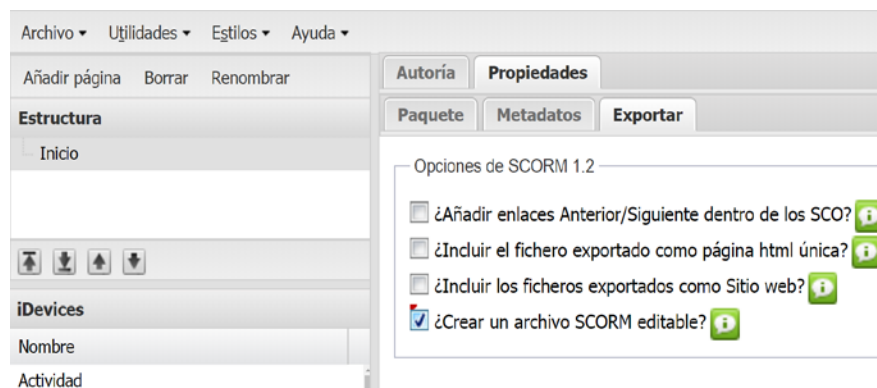 Archivo Utilidades Estilos Ayuda
Añadir página Borrar Renombrar
Estructura
Inicio
iDevices
Nombre
Actividad
Autoría Propiedades
Paquete Metadatos Exportar
Opciones de SCORM 1.2
¿Añadir enlaces Anterior/Siguiente dentro de los SCO?
¿Incluir el fichero exportado como página html única?
¿Incluir los ficheros exportados como Sitio web?
¿Crear un archivo SCORM editable?